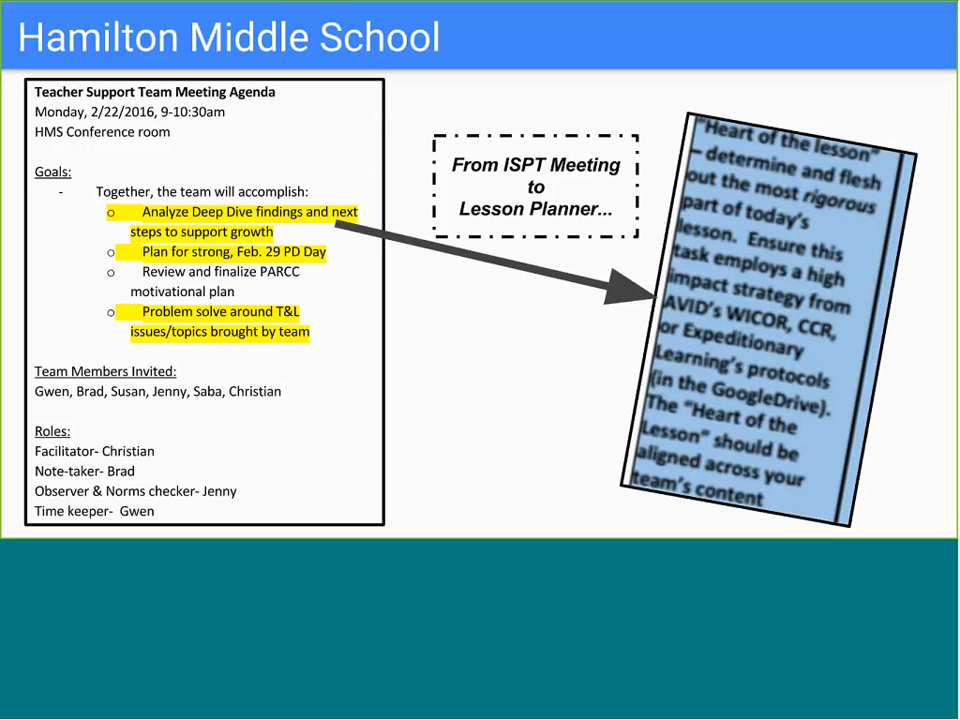 Hamilton Middle School
Teacher Support Team Meeting Agenda
Monday, 2/22/2016, 9-10:30am
HMS Conference room
Goals:
- Together, the team will accomplish:
o Analyze Deep Dive findings and next
steps to support growth
o Plan for strong, Feb. 29 PD Day
o Review and finalize PARCC
motivational plan
o Problem solve around T&L
issues/topics brought by team
Team Members Invited:
Gwen, Brad, Susan, Jenny, Saba, Christian
Roles:
Facilitator- Christian
Note-taker- Brad
Observer & Norms checker- Jenny
Time keeper- Gwen
From ISPT Meeting
to
Lesson Planner...
"Heart of the lesson"
– determine and flesh
out the most rigorous
part of today's
lesson. Ensure this
task employs a high
impact strategy from
AVID's WICOR, CCR,
or Expeditionary
Learning's protocols
(in the GoogleDrive).
The "Heart of the
Lesson" should be
aligned across your
team's content